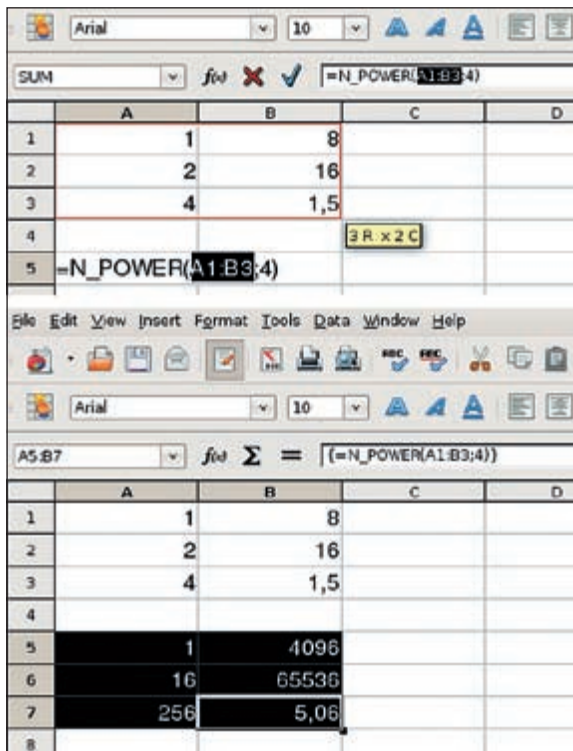 Arial 10 A A A
SUM f(x) =N_POWER(A1:B3;4)
A B C D
1 1 8
2 2 16
3 4 1,5
4 3 R x 2 C
5 =N_POWER(A1:B3;4)
File Edit View Insert Format Tools Data Window Help
ABC ABC
Arial 10 A A A
A5:B7 f(x) Σ = {=N_POWER(A1:B3;4)}
A B C D
1 1 8
2 2 16
3 4 1,5
4
5 1 4096
6 16 65536
7 256 5,06
8